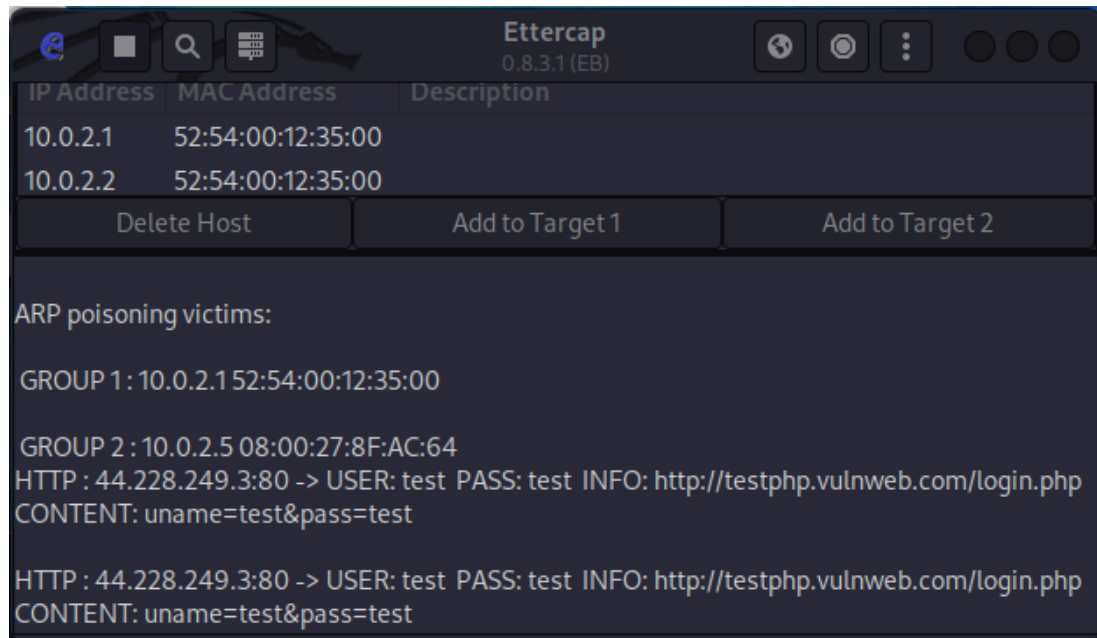 Ettercap
0.8.3.1 (EB)
IP Address MAC Address Description
10.0.2.1 52:54:00:12:35:00
10.0.2.2 52:54:00:12:35:00
Delete Host Add to Target 1 Add to Target 2
ARP poisoning victims:
GROUP 1 : 10.0.2.1 52:54:00:12:35:00
GROUP 2 : 10.0.2.5 08:00:27:8F:AC:64
HTTP : 44.228.249.3:80 -> USER: test PASS: test INFO: http://testphp.vulnweb.com/login.php
CONTENT: uname=test&pass=test
HTTP : 44.228.249.3:80 -> USER: test PASS: test INFO: http://testphp.vulnweb.com/login.php
CONTENT: uname=test&pass=test